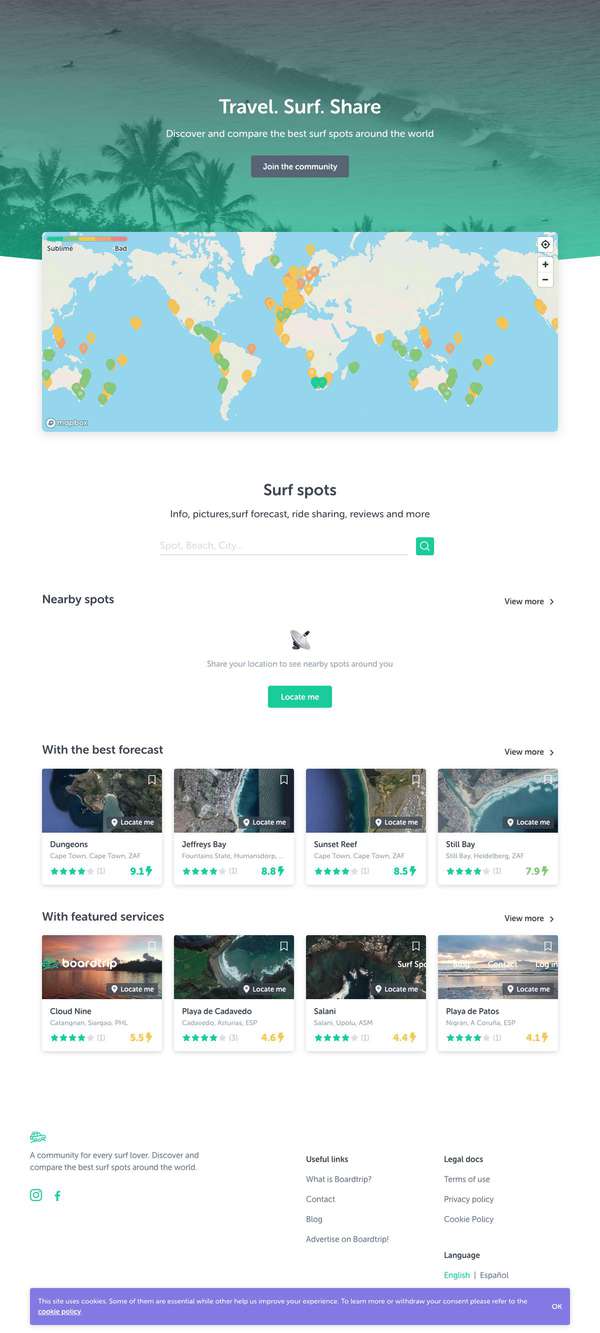 Travel. Surf. Share
Discover and compare the best surf spots around the world
Join the community
Sublime
Bad
mapbox
Surf spots
Info, pictures,surf forecast, ride sharing, reviews and more
Spot, Beach, City...
Nearby spots
View more
Share your location to see nearby spots around you
Locate me
With the best forecast
View more
Locate me
Locate me
Locate me
Locate me
Dungeons
Cape Town, Cape Town, ZAF
(1)
9.1
Jeffreys Bay
Fountains State, Humansdorp, ...
(1)
8.8
Sunset Reef
Cape Town, Cape Town, ZAF
(1)
8.5
Still Bay
Still Bay, Heidelberg, ZAF
(1)
7.9
With featured services
View more
boardtrip
Surf Spo
Blog
Contact
Log in
Locate me
Locate me
Locate me
Locate me
Cloud Nine
Catangnan, Siargao, PHL
(1)
5.5
Playa de Cadavedo
Cadavedo, Asturias, ESP
(3)
4.6
Salani
Salani, Upolu, ASM
(1)
4.4
Playa de Patos
Nigrán, A Coruña, ESP
(1)
4.1
A community for every surf lover. Discover and
compare the best surf spots around the world.
Useful links
What is Boardtrip?
Contact
Blog
Advertise on Boardtrip!
Legal docs
Terms of use
Privacy policy
Cookie Policy
Language
English | Español
This site uses cookies. Some of them are essential while other help us improve your experience. To learn more or withdraw your consent please refer to the
cookie policy.
OK